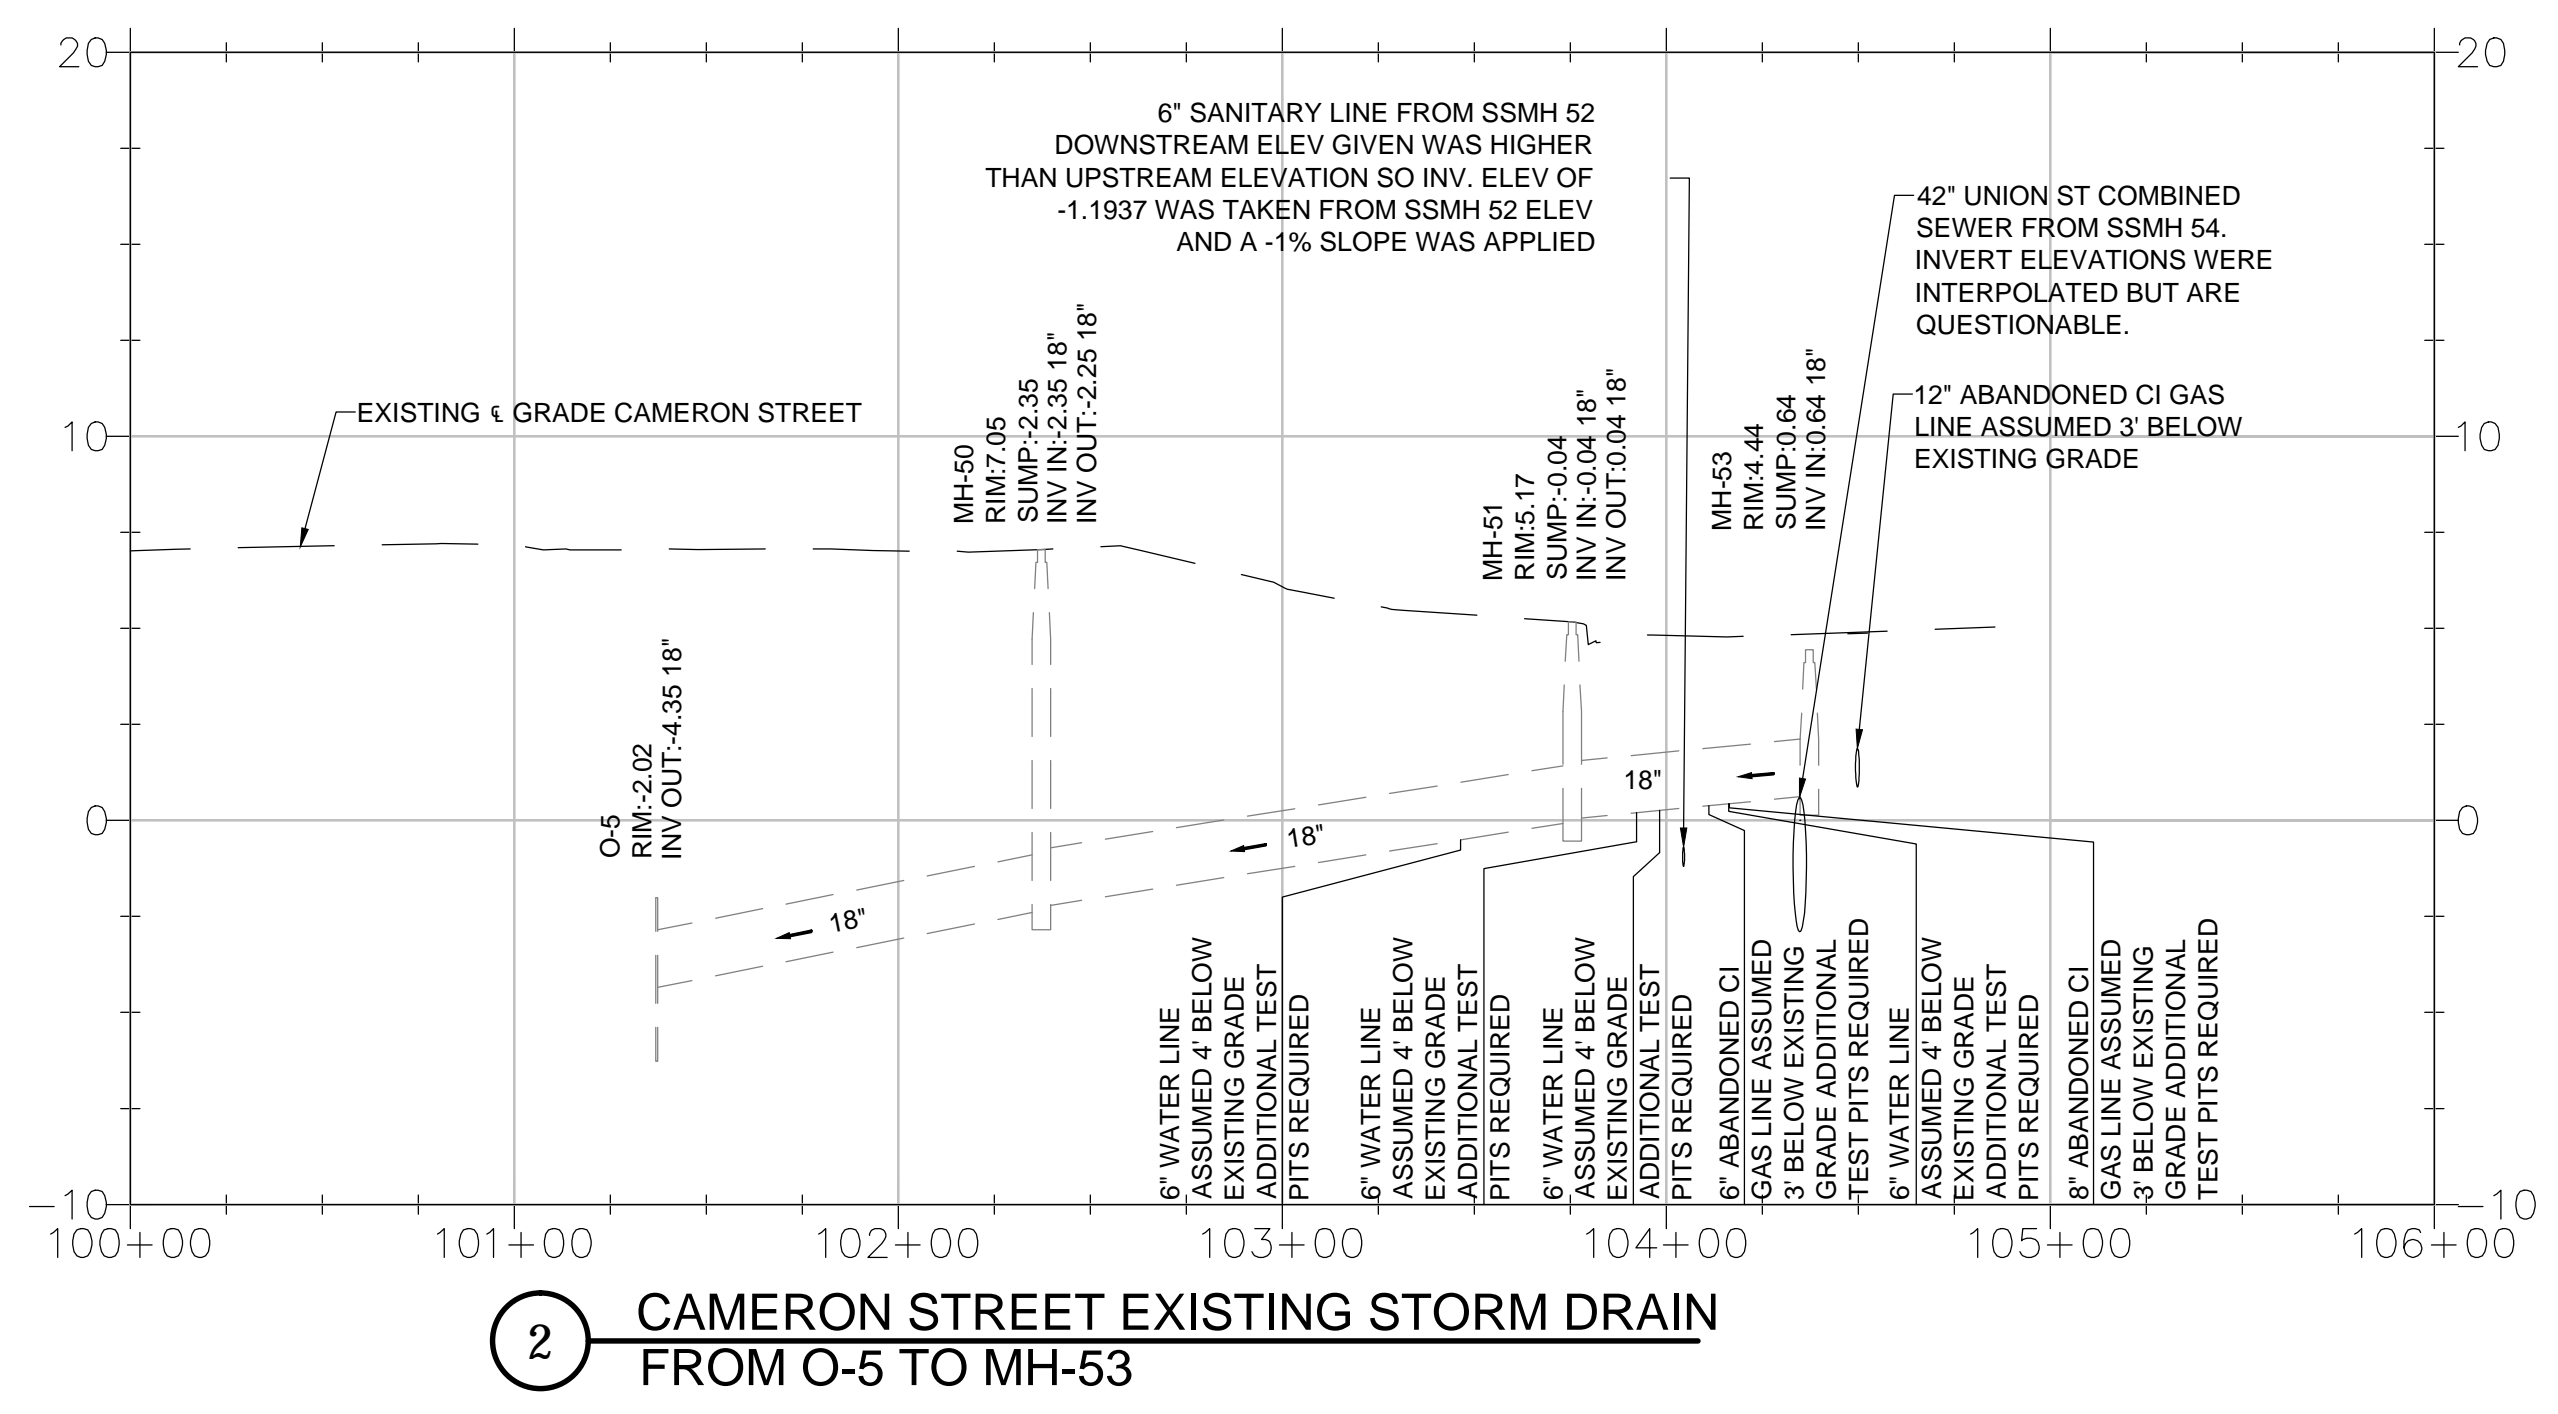 20
20
6" SANITARY LINE FROM SSMH 52
DOWNSTREAM ELEV GIVEN WAS HIGHER
THAN UPSTREAM ELEVATION SO INV. ELEV OF
-1.1937 WAS TAKEN FROM SSMH 52 ELEV
AND A -1% SLOPE WAS APPLIED
42" UNION ST COMBINED
SEWER FROM SSMH 54.
INVERT ELEVATIONS WERE
INTERPOLATED BUT ARE
QUESTIONABLE.
12" ABANDONED CI GAS
LINE ASSUMED 3' BELOW
EXISTING GRADE
EXISTING ℄ GRADE CAMERON STREET
10
10
MH-50
RIM:7.05
SUMP:-2.35
INV IN:-2.35 18"
INV OUT:-2.25 18"
MH-51
RIM:5.17
SUMP:-0.04
INV IN:-0.04 18"
INV OUT:0.04 18"
MH-53
RIM:4.44
SUMP:0.64
INV IN:0.64 18"
O-5
RIM:-2.02
INV OUT:-4.35 18"
18"
18"
18"
0
0
6" WATER LINE
ASSUMED 4' BELOW
EXISTING GRADE
ADDITIONAL TEST
PITS REQUIRED
6" WATER LINE
ASSUMED 4' BELOW
EXISTING GRADE
ADDITIONAL TEST
PITS REQUIRED
6" WATER LINE
ASSUMED 4' BELOW
EXISTING GRADE
ADDITIONAL TEST
PITS REQUIRED
6" ABANDONED CI
GAS LINE ASSUMED
3' BELOW EXISTING
GRADE ADDITIONAL
TEST PITS REQUIRED
6" WATER LINE
ASSUMED 4' BELOW
EXISTING GRADE
ADDITIONAL TEST
PITS REQUIRED
8" ABANDONED CI
GAS LINE ASSUMED
3' BELOW EXISTING
GRADE ADDITIONAL
TEST PITS REQUIRED
-10
-10
100+00
101+00
102+00
103+00
104+00
105+00
106+00
2
CAMERON STREET EXISTING STORM DRAIN
FROM O-5 TO MH-53